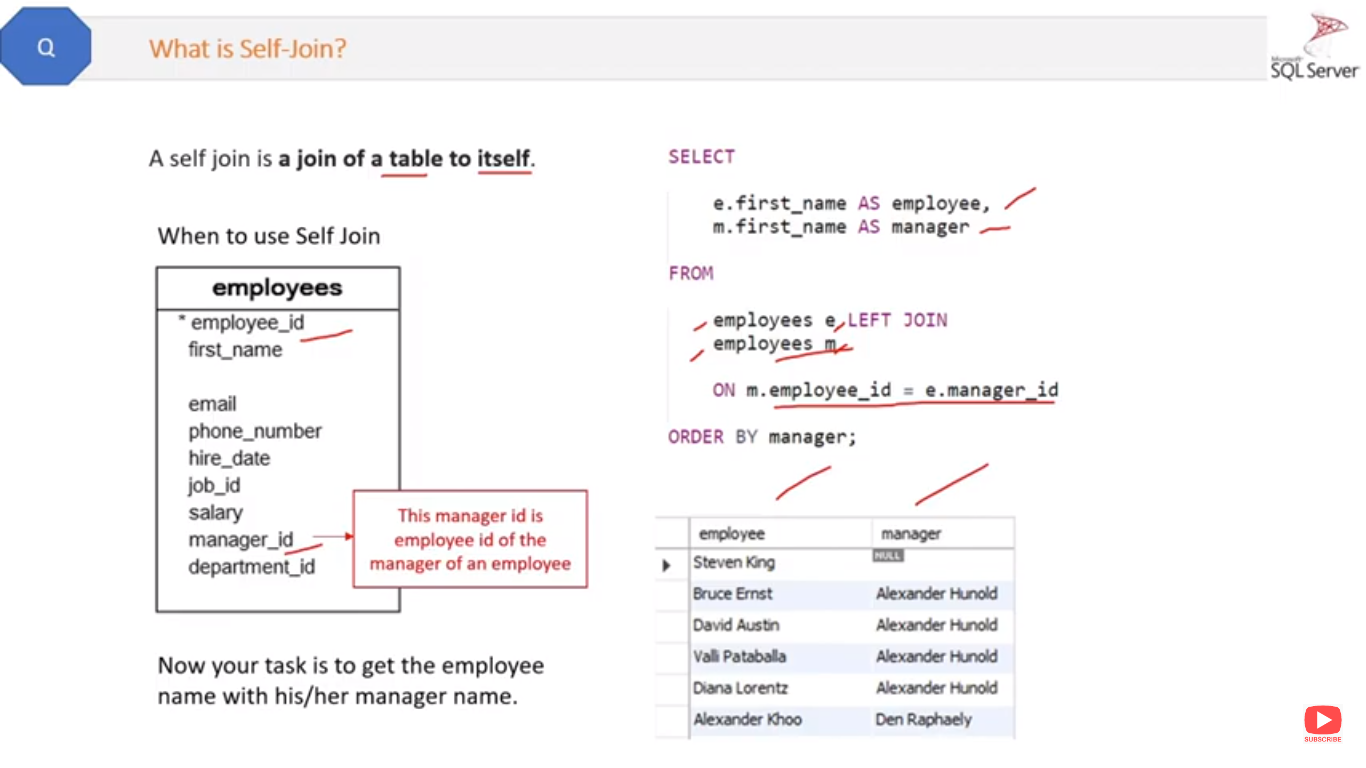 Q
What is Self-Join?
Microsoft
SQL Server
A self join is a join of a table to itself.
When to use Self Join
employees
* employee_id
first_name
email
phone_number
hire_date
job_id
salary
manager_id
department_id
This manager id is
employee id of the
manager of an employee
Now your task is to get the employee
name with his/her manager name.
SELECT
e.first_name AS employee,
m.first_name AS manager
FROM
employees e LEFT JOIN
employees m
ON m.employee_id = e.manager_id
ORDER BY manager;
employee manager
Steven King NULL
Bruce Ernst Alexander Hunold
David Austin Alexander Hunold
Valli Pataballa Alexander Hunold
Diana Lorentz Alexander Hunold
Alexander Khoo Den Raphaely
SUBSCRIBE